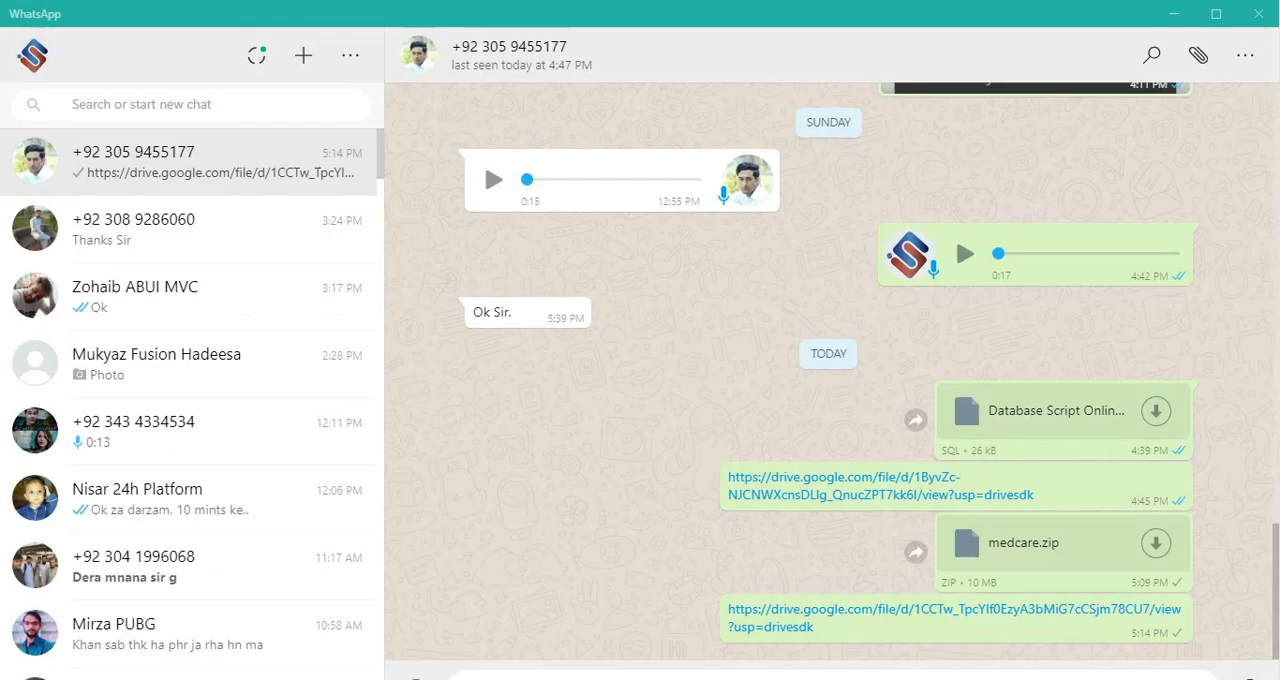 WhatsApp
Search or start new chat
+92 305 9455177
5:14 PM
https://drive.google.com/file/d/1CCTw_TpcYl...
+92 308 9286060
3:24 PM
Thanks Sir
Zohaib ABUI MVC
3:17 PM
Ok
Mukyaz Fusion Hadeesa
2:28 PM
Photo
+92 343 4334534
12:11 PM
0:13
Nisar 24h Platform
12:06 PM
Ok za darzam, 10 mints ke..
+92 304 1996068
11:17 AM
Dera mnana sir g
Mirza PUBG
10:58 AM
Khan sab thk ha phr ja rha hn ma
+92 305 9455177
last seen today at 4:47 PM
4:11 PM
SUNDAY
0:15
12:55 PM
0:17
4:42 PM
Ok Sir.
5:39 PM
TODAY
Database Script Onlin...
SQL • 26 kB
4:39 PM
https://drive.google.com/file/d/1ByvZc-
NJCNWXcnsDLlg_QnucZPT7kk6I/view?usp=drivesdk
4:45 PM
medcare.zip
ZIP • 10 MB
5:09 PM
https://drive.google.com/file/d/1CCTw_TpcYlf0EzyA3bMiG7cCSjm78CU7/view
?usp=drivesdk
5:14 PM